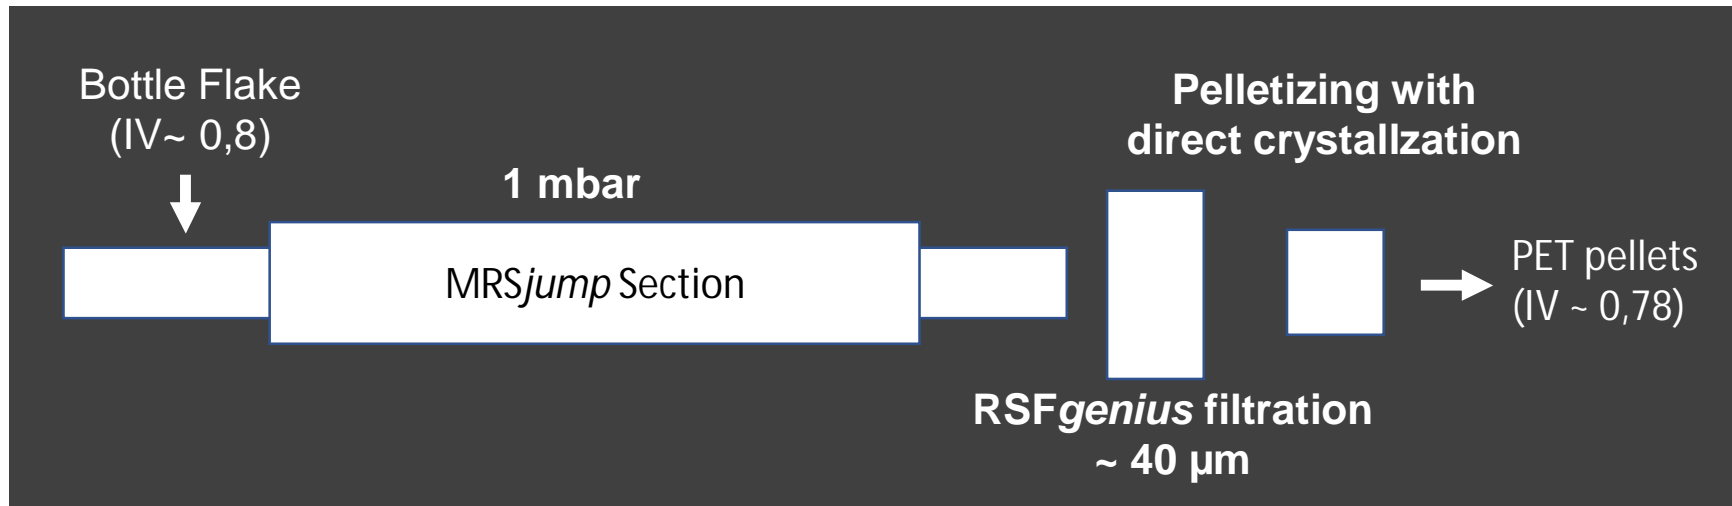 Bottle Flake
(IV~ 0,8)
1 mbar
MRSjump Section
Pelletizing with
direct crystallzation
RSFgenius filtration
~ 40 µm
PET pellets
(IV ~ 0,78)